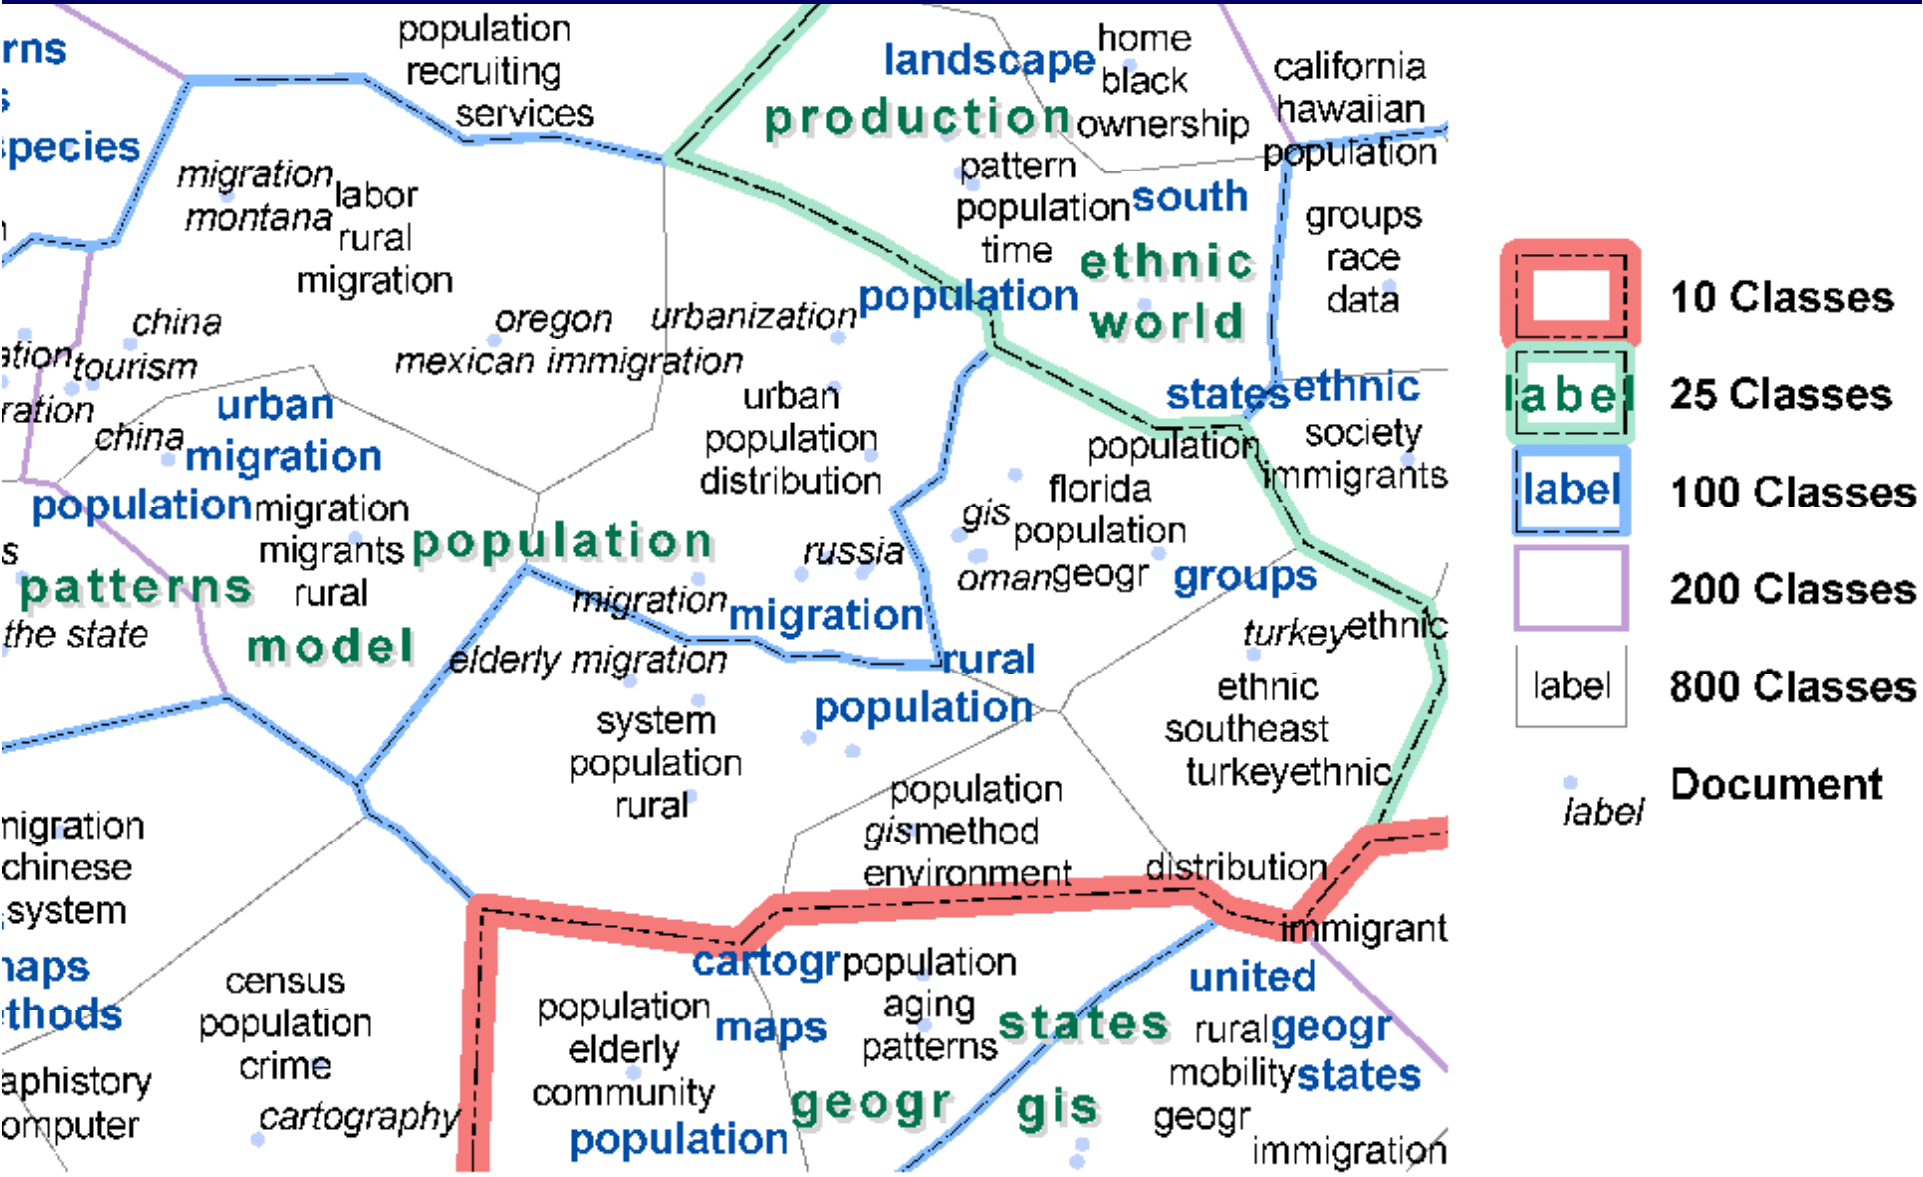 population
recruiting
services
landscape
home
black
ownership
production
california
hawaiian
population
rns
species
migration
montana
labor
rural
migration
pattern
population
time
south
ethnic
world
groups
race
data
population
china
tourism
oregon
mexican immigration
urbanization
ation
ration
china
urban
migration
population
urban
population
distribution
states
ethnic
society
immigrants
population
florida
population
geogr
gis
oman
russia
migration
migrants
rural
population
patterns
model
the state
migration
elderly migration
migration
rural
population
groups
turkey
ethnic
ethnic
southeast
turkeyethnic
system
population
rural
population
gis
method
environment
distribution
immigrant
migration
chinese
system
maps
thods
aphistory
omputer
census
population
crime
cartography
cartogr
maps
population
elderly
community
population
population
aging
patterns
states
geogr
gis
united
geogr
states
rural
mobility
geogr
immigration
10 Classes
label
25 Classes
label
100 Classes
200 Classes
label
800 Classes
label
Document